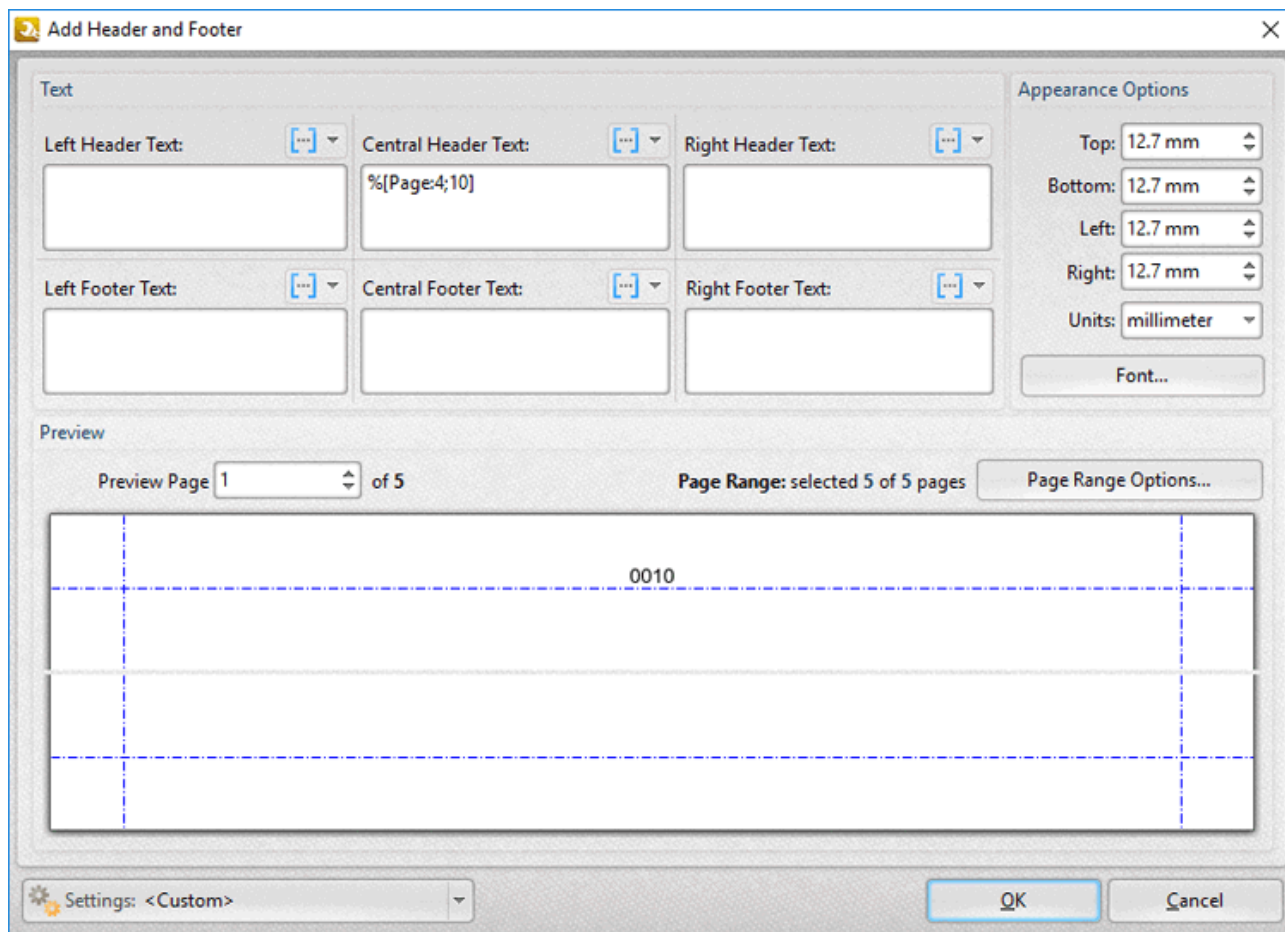 Add Header and Footer
Text
Appearance Options
Left Header Text:
Central Header Text:
Right Header Text:
%[Page:4;10]
Top: 12.7 mm
Bottom: 12.7 mm
Left: 12.7 mm
Right: 12.7 mm
Units: millimeter
Font...
Left Footer Text:
Central Footer Text:
Right Footer Text:
Preview
Preview Page 1 of 5
Page Range: selected 5 of 5 pages
Page Range Options...
0010
Settings: <Custom>
OK
Cancel